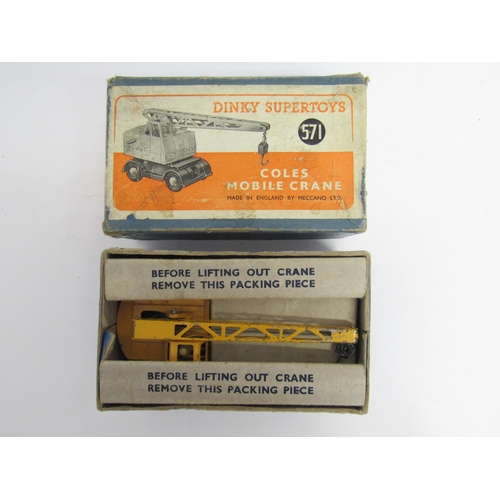 DINKY SUPERTOYS
571
COLES
MOBILE CRANE
MADE IN ENGLAND BY MECCANO LTD.
BEFORE LIFTING OUT CRANE
REMOVE THIS PACKING PIECE
BEFORE LIFTING OUT CRANE
REMOVE THIS PACKING PIECE